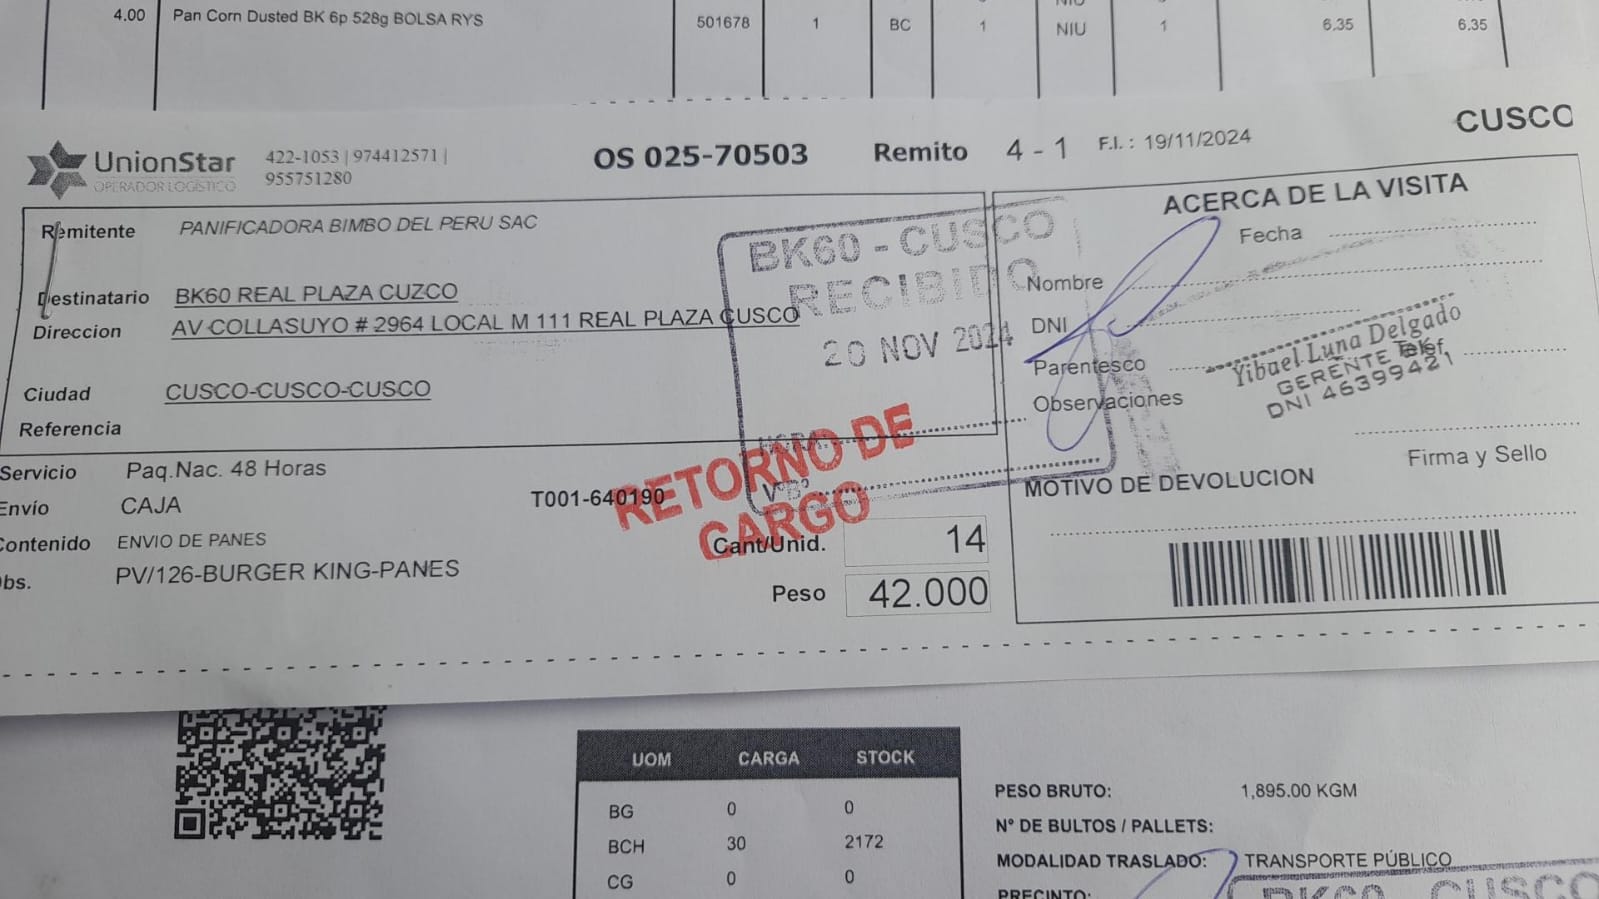 4.00 Pan Corn Dusted BK 6p 528g BOLSA RYS 501678 1 BC 1 NIU 1 6.35 6.35
UnionStar
OPERADOR LOGÍSTICO
422-1053 | 974412571 |
955751280
OS 025-70503 Remito 4 - 1 F.I. : 19/11/2024
CUSCO
Remitente PANIFICADORA BIMBO DEL PERU SAC
Destinatario BK60 REAL PLAZA CUZCO
Direccion AV COLLASUYO # 2964 LOCAL M 111 REAL PLAZA CUSCO
Ciudad CUSCO-CUSCO-CUSCO
Referencia
Servicio Paq.Nac. 48 Horas
Envío CAJA
Contenido ENVIO DE PANES
Obs. PV/126-BURGER KING-PANES
T001-640190
Cant/Unid. 14
Peso 42.000
BK60 - CUSCO
RECIBIDO
20 NOV 2024
HORA
V°B°
RETORNO DE
CARGO
ACERCA DE LA VISITA
Fecha
Nombre
DNI
Parentesco Telef.
Observaciones
Yibael Luna Delgado
GERENTE
DNI 46399421
Firma y Sello
MOTIVO DE DEVOLUCION
UOM CARGA STOCK
BG 0 0
BCH 30 2172
CG 0 0
PESO BRUTO: 1,895.00 KGM
N° DE BULTOS / PALLETS:
MODALIDAD TRASLADO: TRANSPORTE PÚBLICO
PRECINTO:
BK60 - CUSCO